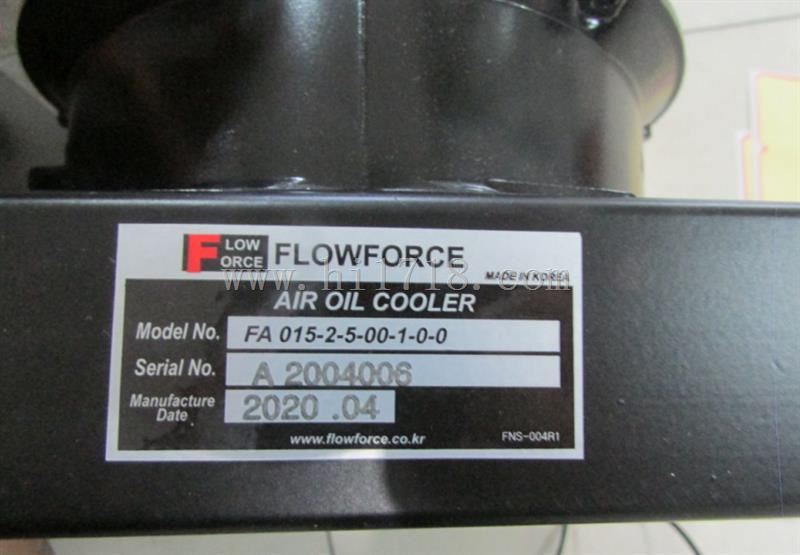 FLOW FORCE FLOWFORCE
MADE IN KOREA
AIR OIL COOLER
Model No. FA 015-2-5-00-1-0-0
Serial No. A 2004006
Manufacture Date 2020 .04
www.flowforce.co.kr FNS-004R1
www.hi1718.com